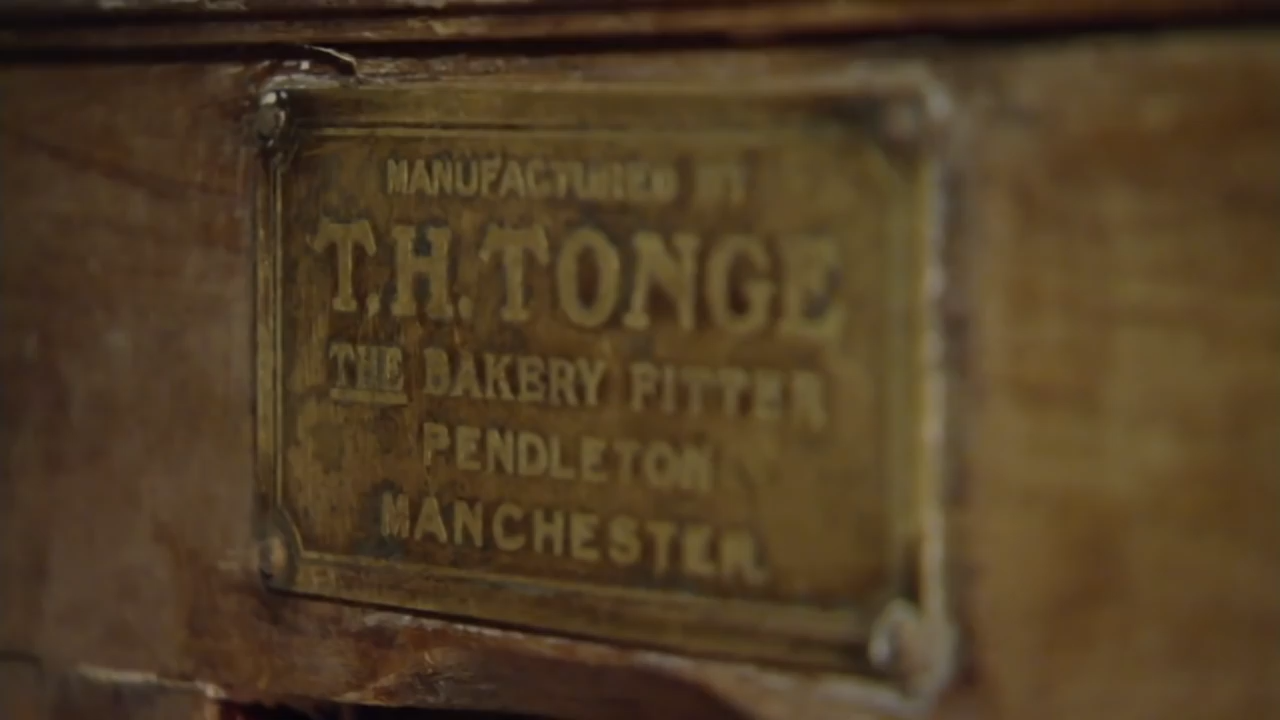 MANUFACTURED BY
T.H. TONGE
THE BAKERY FITTER
PENDLETON
MANCHESTER.